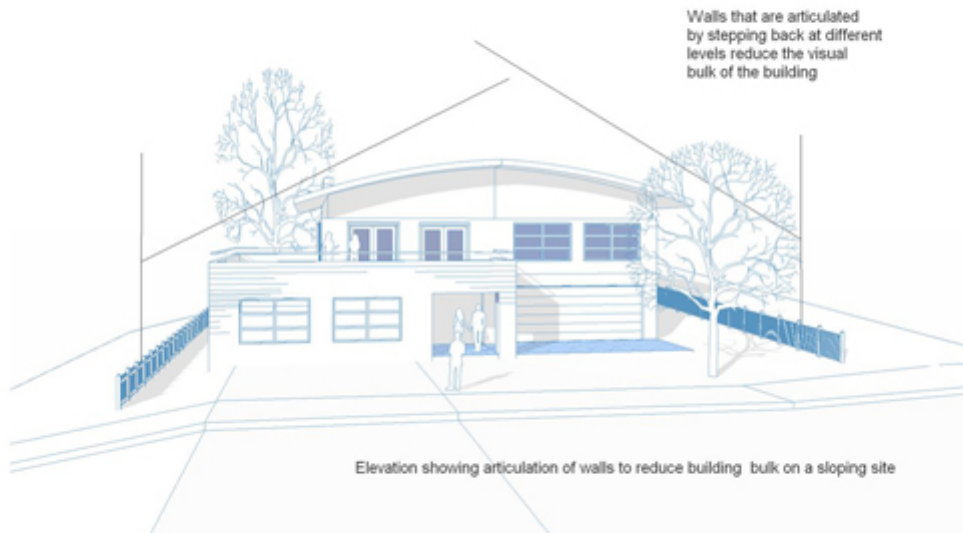 Walls that are articulated
by stepping back at different
levels reduce the visual
bulk of the building
Elevation showing articulation of walls to reduce building bulk on a sloping site